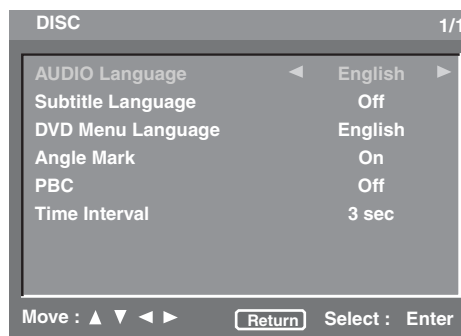 DISC 1/1
AUDIO Language ◄ English ►
Subtitle Language Off
DVD Menu Language English
Angle Mark On
PBC Off
Time Interval 3 sec
Move : ▲ ▼ ◄ ► Return Select : Enter